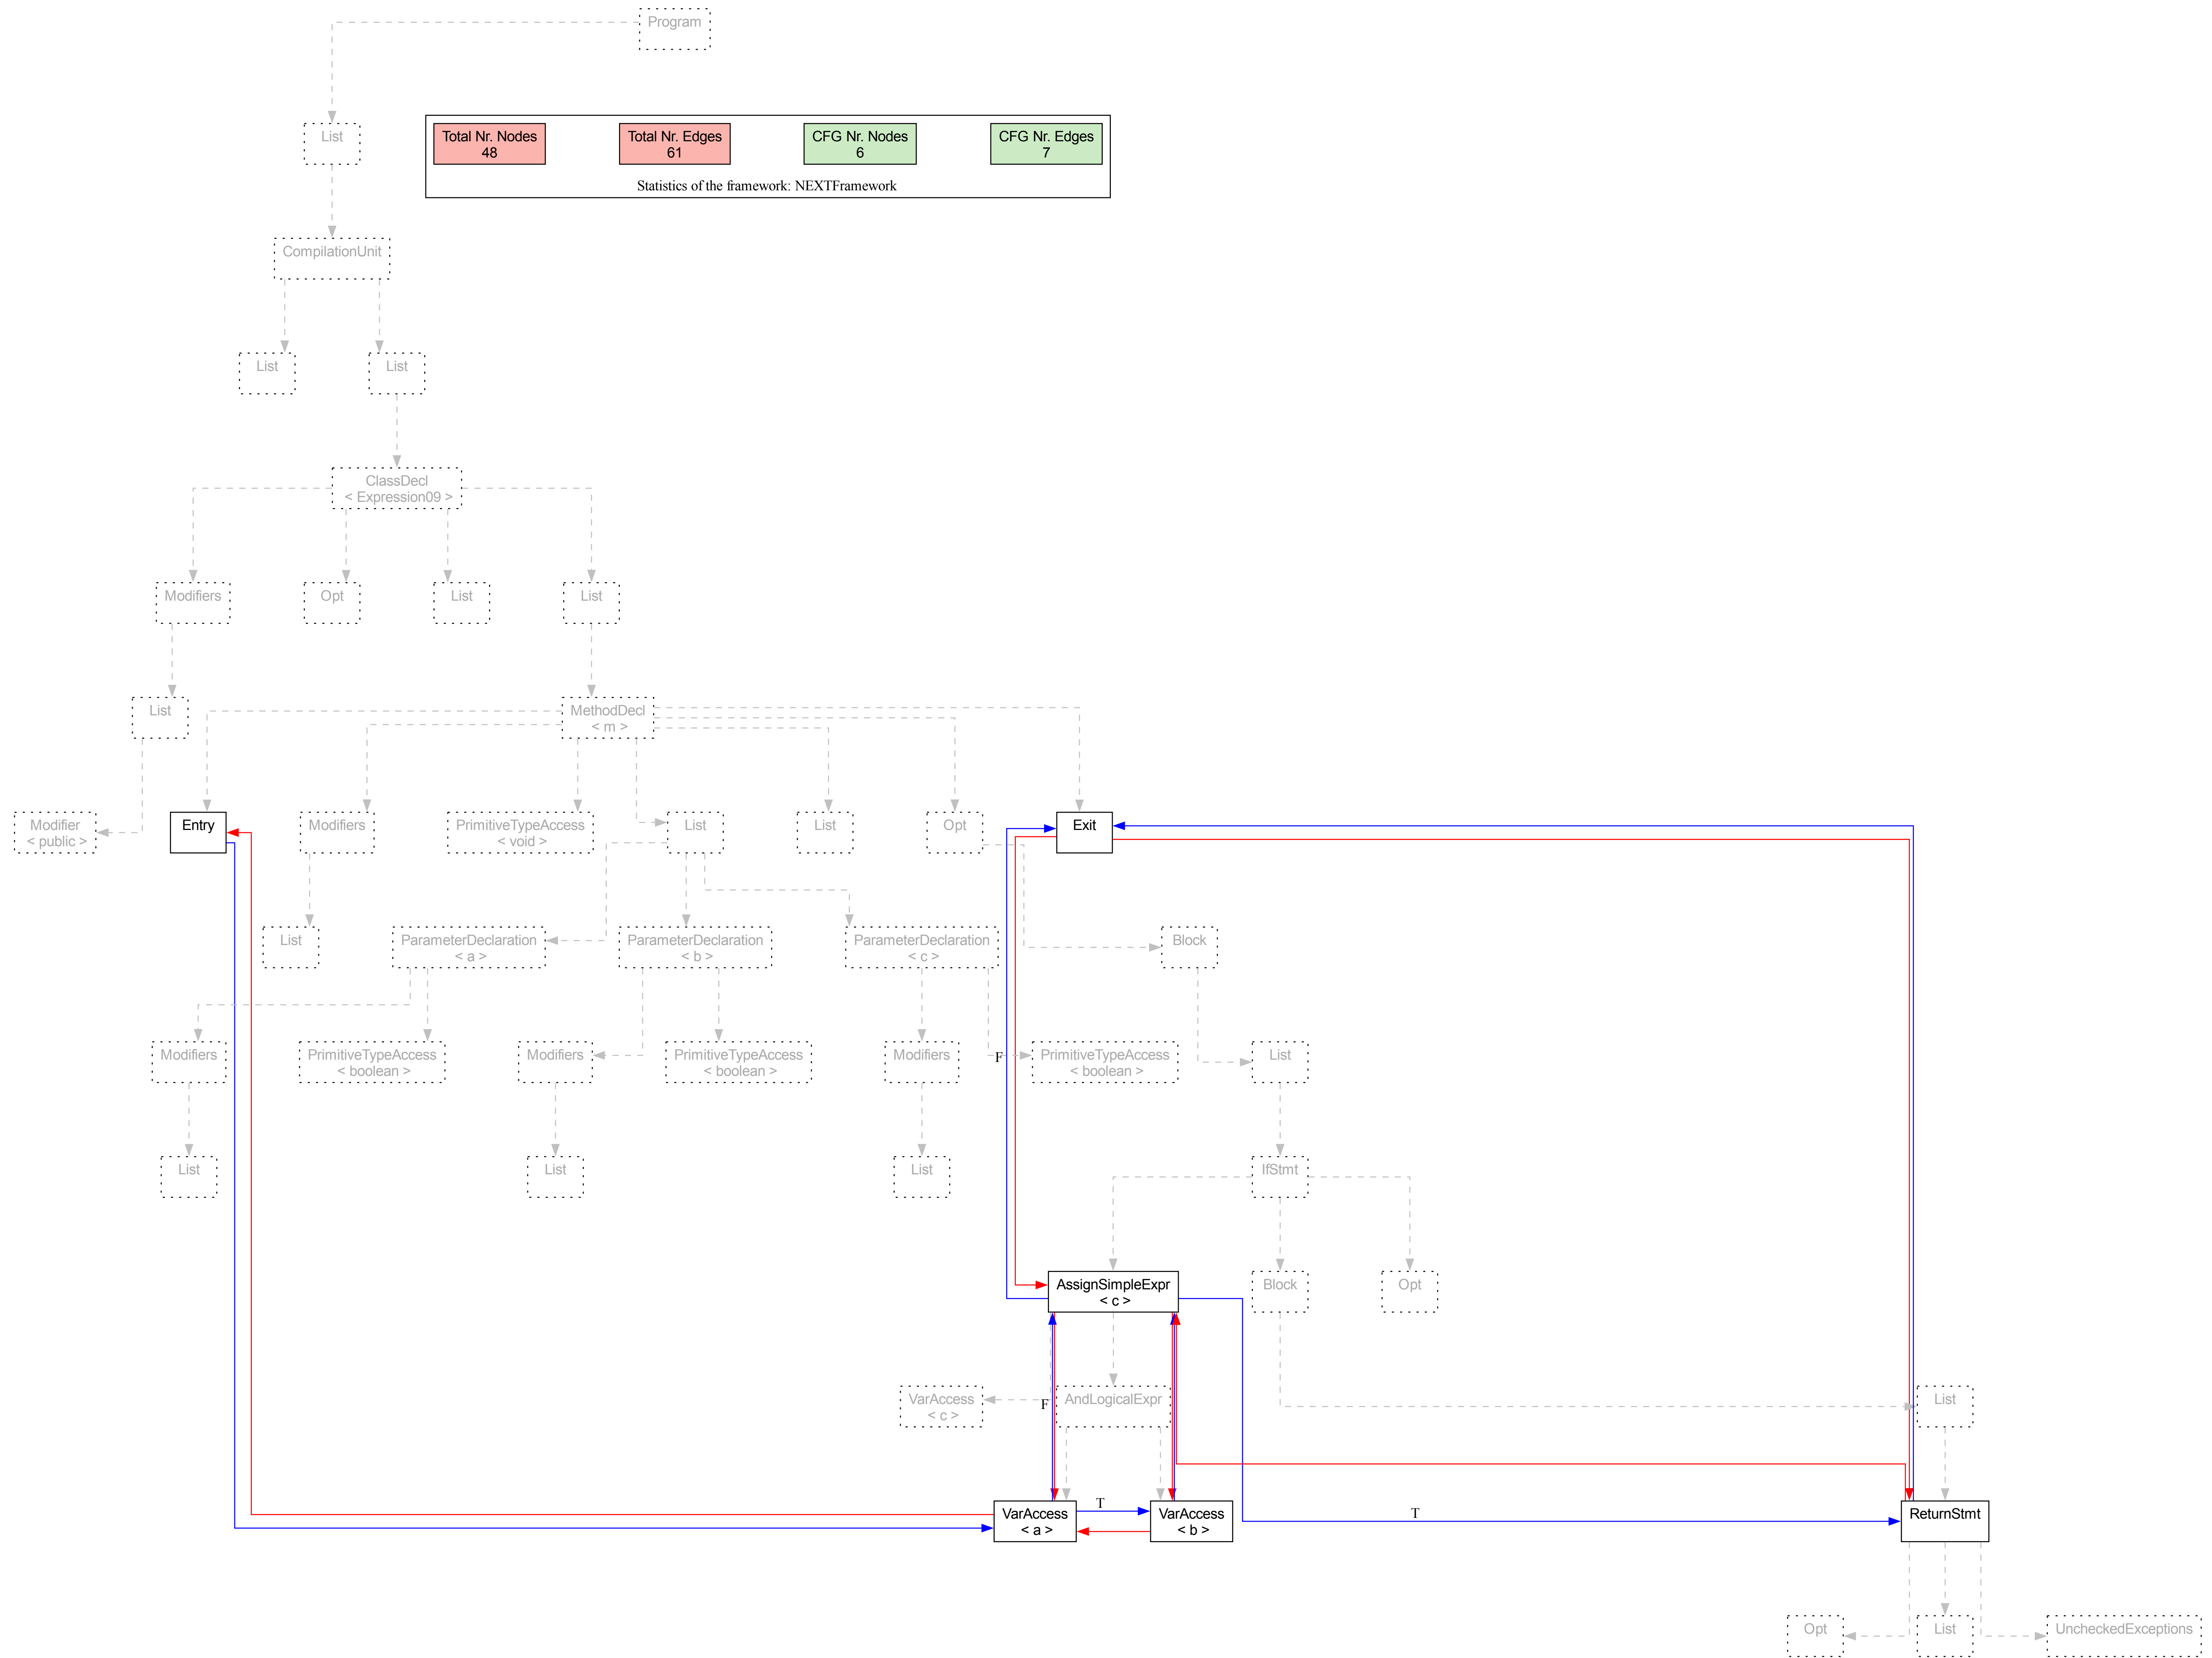 Program
List
Total Nr. Nodes
48
Total Nr. Edges
61
CFG Nr. Nodes
6
CFG Nr. Edges
7
Statistics of the framework: NEXTFramework
CompilationUnit
List
List
ClassDecl
< Expression09 >
Modifiers
Opt
List
List
List
MethodDecl
< m >
Modifier
< public >
Entry
Modifiers
PrimitiveTypeAccess
< void >
List
List
Opt
Exit
List
ParameterDeclaration
< a >
ParameterDeclaration
< b >
ParameterDeclaration
< c >
Block
Modifiers
PrimitiveTypeAccess
< boolean >
Modifiers
PrimitiveTypeAccess
< boolean >
Modifiers
F
PrimitiveTypeAccess
< boolean >
List
List
List
List
IfStmt
AssignSimpleExpr
< c >
Block
Opt
VarAccess
< c >
F
AndLogicalExpr
List
VarAccess
< a >
T
VarAccess
< b >
T
ReturnStmt
Opt
List
UncheckedExceptions